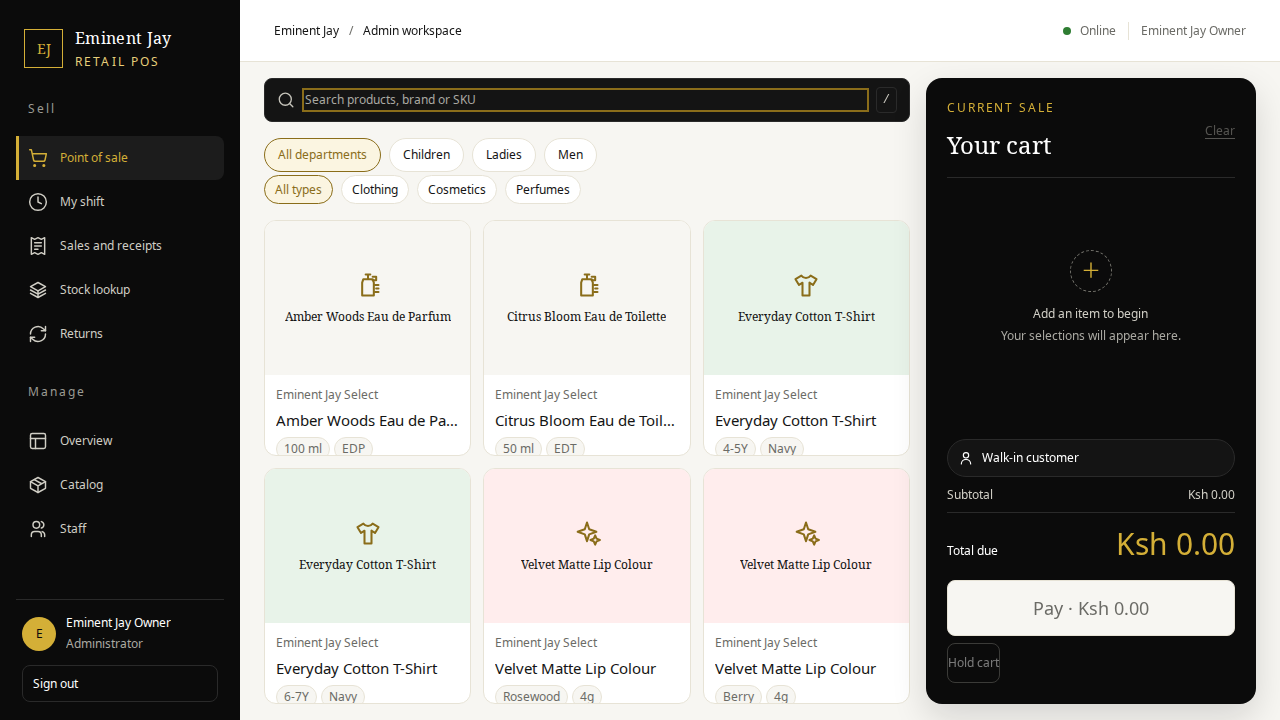 EJ
Eminent Jay
RETAIL POS
Sell
Point of sale
My shift
Sales and receipts
Stock lookup
Returns
Manage
Overview
Catalog
Staff
E
Eminent Jay Owner
Administrator
Sign out
Eminent Jay / Admin workspace
Online
Eminent Jay Owner
Search products, brand or SKU
/
All departments
Children
Ladies
Men
All types
Clothing
Cosmetics
Perfumes
Amber Woods Eau de Parfum
Eminent Jay Select
Amber Woods Eau de Pa...
100 ml
EDP
Citrus Bloom Eau de Toilette
Eminent Jay Select
Citrus Bloom Eau de Toil...
50 ml
EDT
Everyday Cotton T-Shirt
Eminent Jay Select
Everyday Cotton T-Shirt
4-5Y
Navy
Everyday Cotton T-Shirt
Eminent Jay Select
Everyday Cotton T-Shirt
6-7Y
Navy
Velvet Matte Lip Colour
Eminent Jay Select
Velvet Matte Lip Colour
Rosewood
4g
Velvet Matte Lip Colour
Eminent Jay Select
Velvet Matte Lip Colour
Berry
4g
CURRENT SALE
Your cart
Clear
Add an item to begin
Your selections will appear here.
Walk-in customer
Subtotal
Ksh 0.00
Total due
Ksh 0.00
Pay · Ksh 0.00
Hold cart